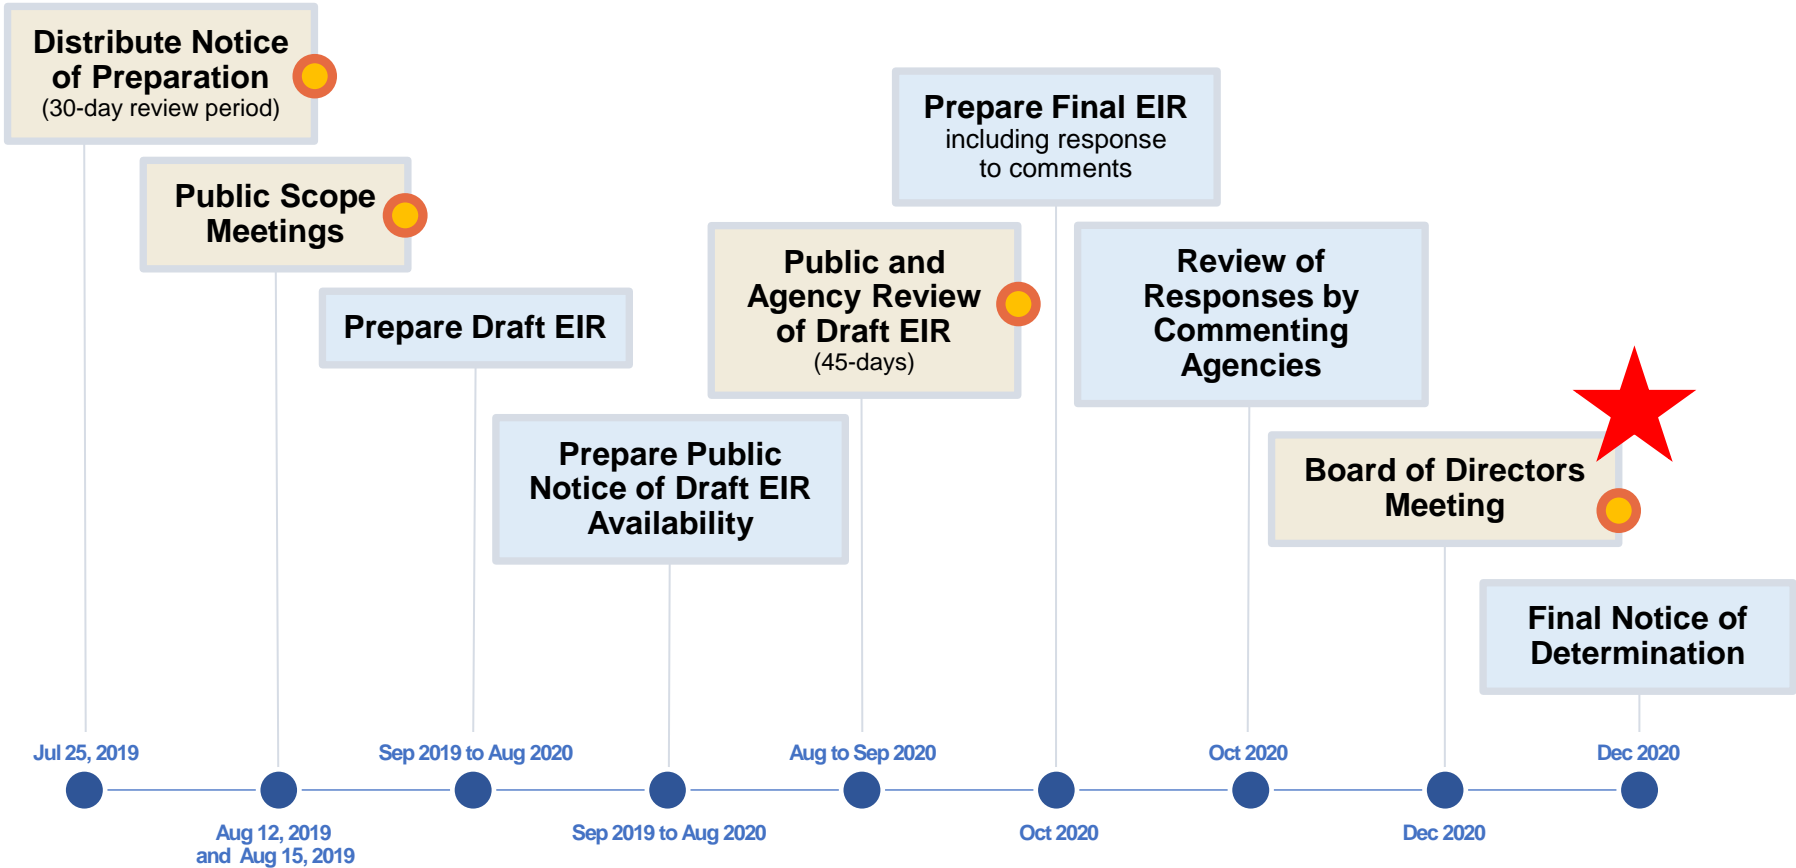 Distribute Notice
of Preparation
(30-day review period)
Public Scope
Meetings
Prepare Draft EIR
Prepare Public
Notice of Draft EIR
Availability
Public and
Agency Review
of Draft EIR
(45-days)
Prepare Final EIR
including response
to comments
Review of
Responses by
Commenting
Agencies
Board of Directors
Meeting
Final Notice of
Determination
Jul 25, 2019
Aug 12, 2019
and Aug 15, 2019
Sep 2019 to Aug 2020
Sep 2019 to Aug 2020
Aug to Sep 2020
Oct 2020
Oct 2020
Dec 2020
Dec 2020